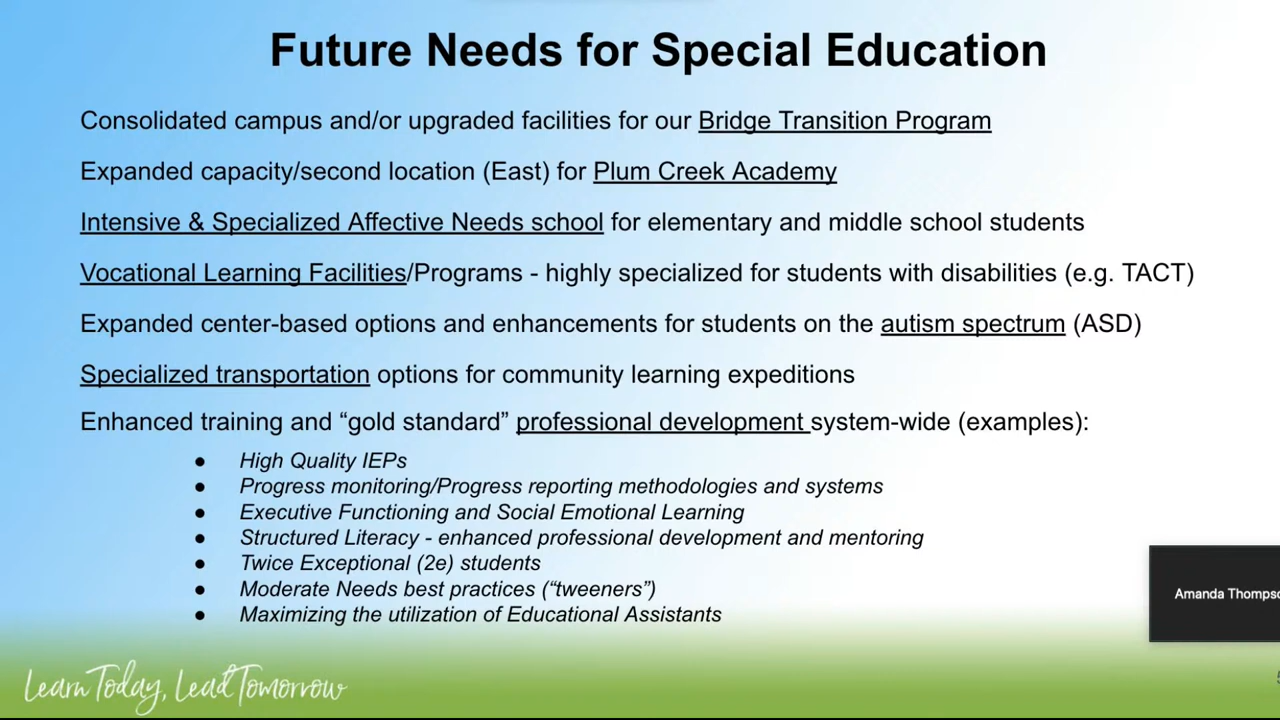 Future Needs for Special Education
Consolidated campus and/or upgraded facilities for our Bridge Transition Program
Expanded capacity/second location (East) for Plum Creek Academy
Intensive & Specialized Affective Needs school for elementary and middle school students
Vocational Learning Facilities/Programs - highly specialized for students with disabilities (e.g. TACT)
Expanded center-based options and enhancements for students on the autism spectrum (ASD)
Specialized transportation options for community learning expeditions
Enhanced training and “gold standard” professional development system-wide (examples):
● High Quality IEPs
● Progress monitoring/Progress reporting methodologies and systems
● Executive Functioning and Social Emotional Learning
● Structured Literacy - enhanced professional development and mentoring
● Twice Exceptional (2e) students
● Moderate Needs best practices (“tweeners”)
● Maximizing the utilization of Educational Assistants
Amanda Thomps
Learn Today, Lead Tomorrow